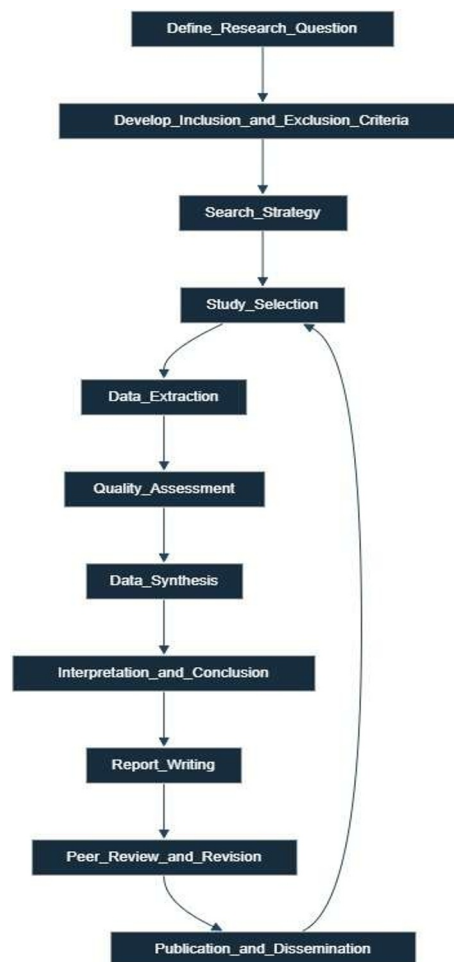 Define_Research_Question
Develop_Inclusion_and_Exclusion_Criteria
Search_Strategy
Study_Selection
Data_Extraction
Quality_Assessment
Data_Synthesis
Interpretation_and_Conclusion
Report_Writing
Peer_Review_and_Revision
Publication_and_Dissemination